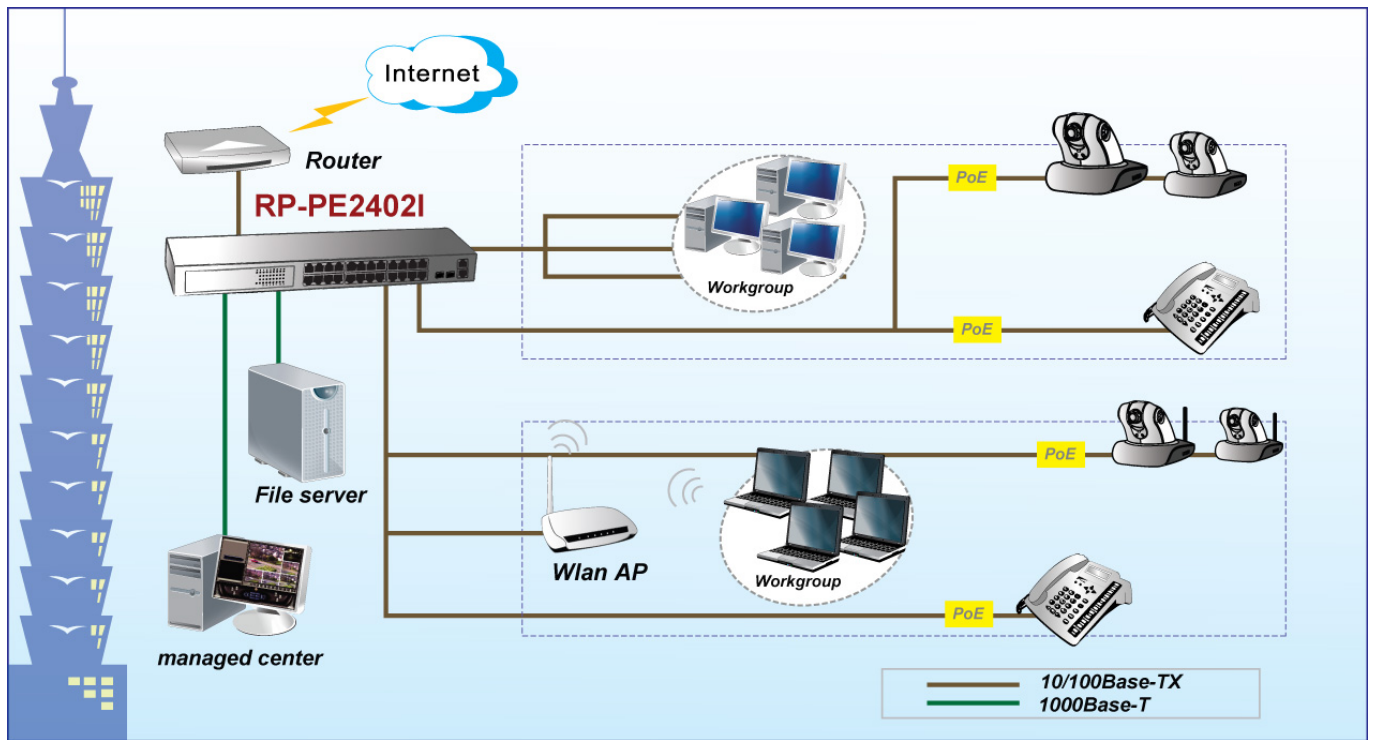 Internet
Router
RP-PE2402I
PoE
Workgroup
PoE
File server
PoE
Wlan AP
Workgroup
PoE
managed center
10/100Base-TX
1000Base-T